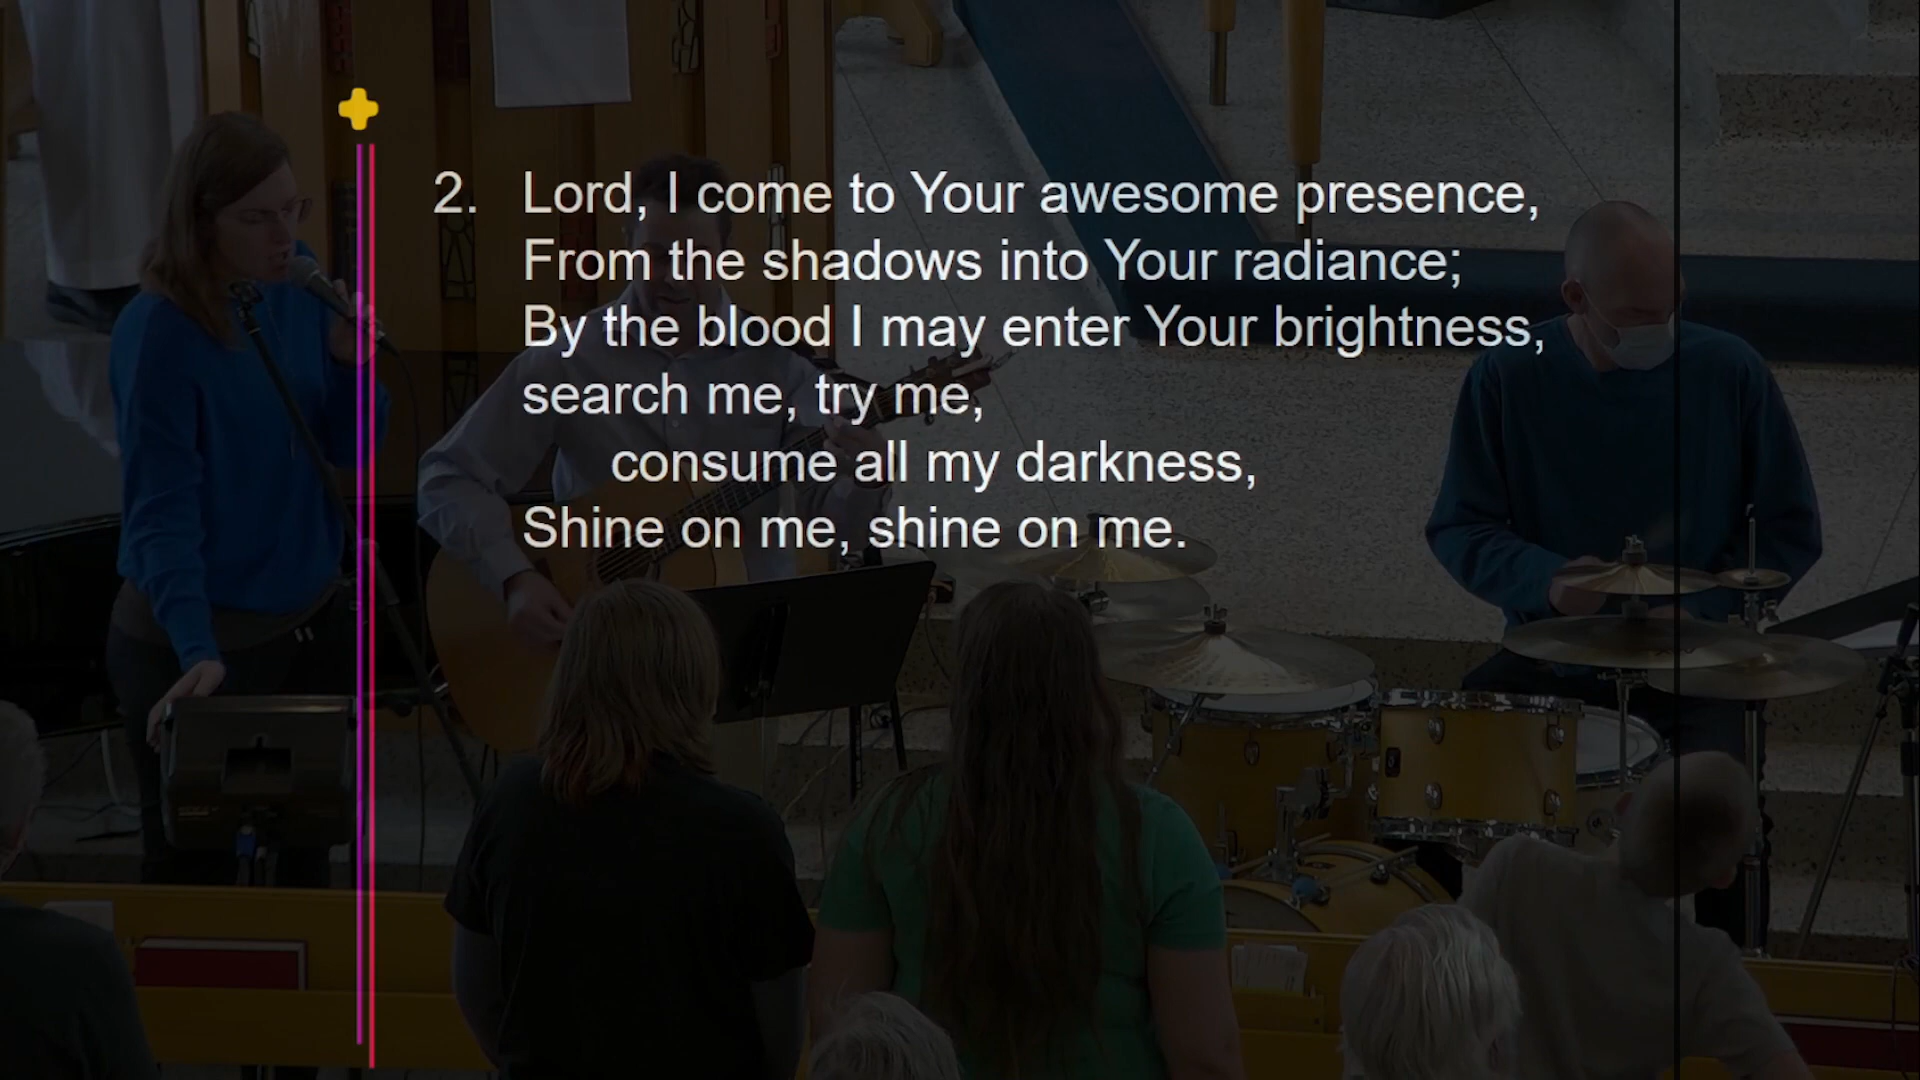 2. Lord, I come to Your awesome presence,
From the shadows into Your radiance;
By the blood I may enter Your brightness,
search me, try me,
consume all my darkness,
Shine on me, shine on me.